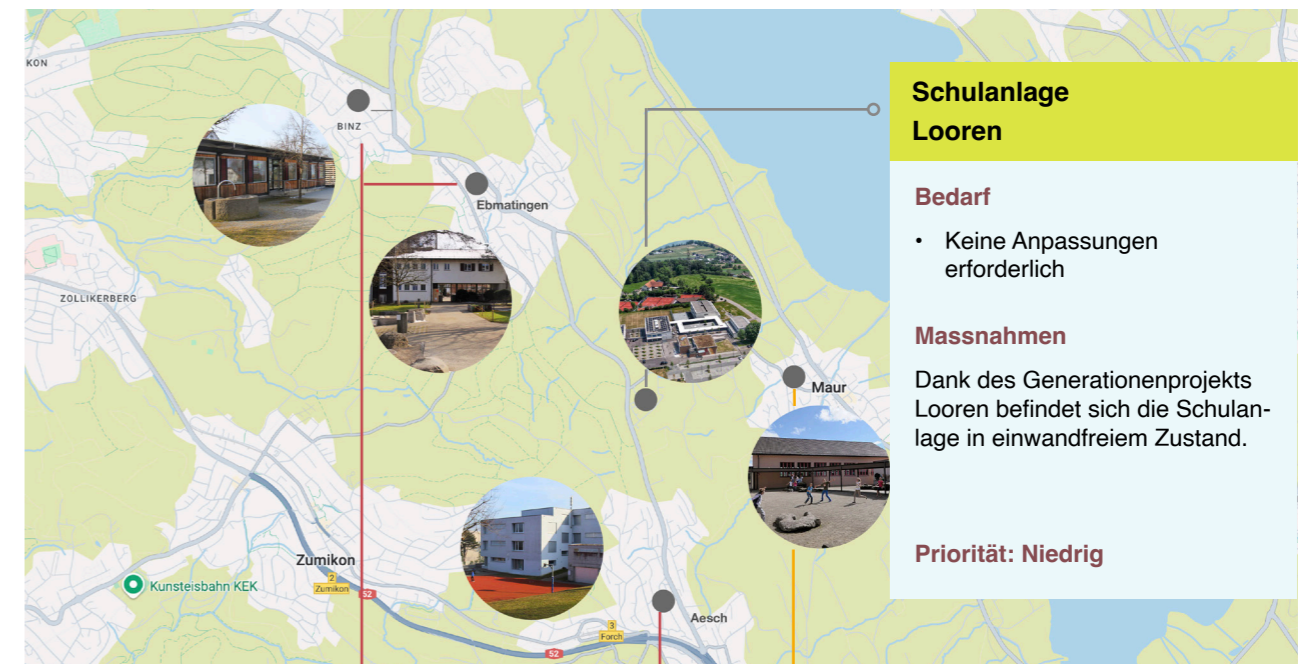 KON
BINZ
Ebmatingen
ZOLLIKERBERG
Maur
Zumikon
2
Zumikon
52
Kunsteisbahn KEK
Aesch
3
Forch
52
Schulanlage
Looren
Bedarf
• Keine Anpassungen
erforderlich
Massnahmen
Dank des Generationenprojekts
Looren befindet sich die Schulan-
lage in einwandfreiem Zustand.
Priorität: Niedrig